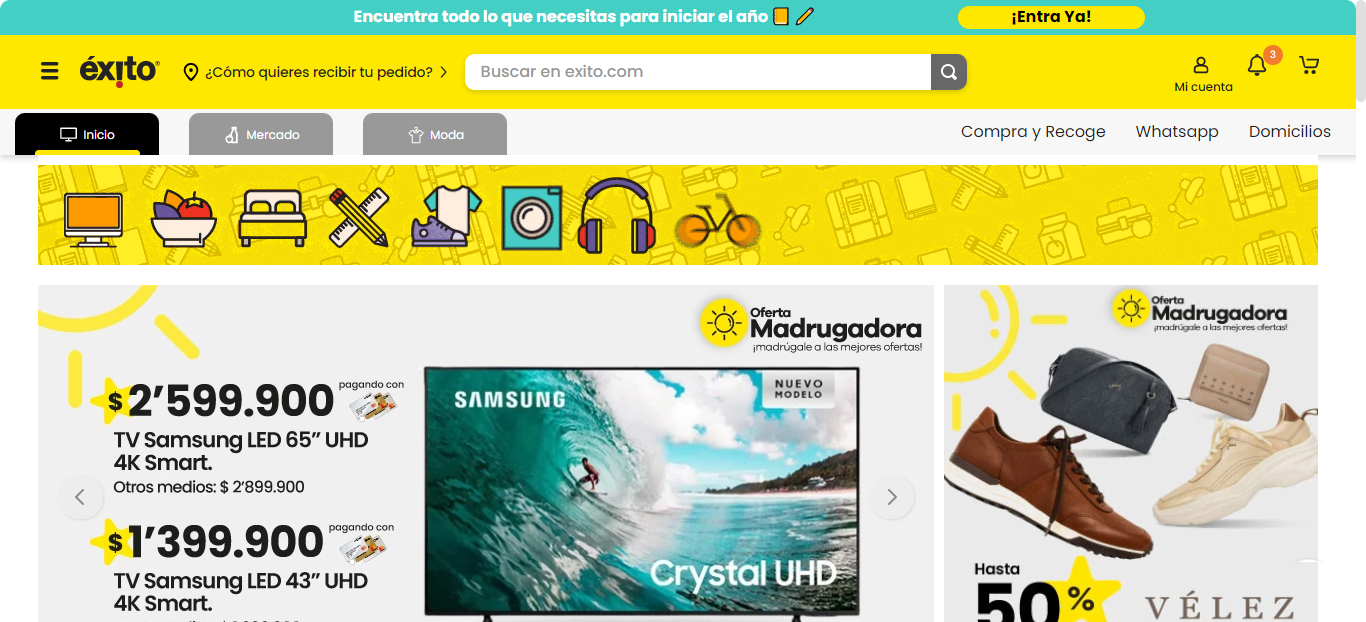 Encuentra todo lo que necesitas para iniciar el año
¡Entra Ya!
éxito
¿Cómo quieres recibir tu pedido?
Buscar en exito.com
Mi cuenta
3
Inicio
Mercado
Moda
Compra y Recoge
Whatsapp
Domicilios
Oferta
Madrugadora
¡madrúgale a las mejores ofertas!
$2’599.900
pagando con
TV Samsung LED 65” UHD
4K Smart.
Otros medios: $ 2’899.900
$1’399.900
pagando con
TV Samsung LED 43” UHD
4K Smart.
SAMSUNG
NUEVO
MODELO
Crystal UHD
Oferta
Madrugadora
¡madrúgale a las mejores ofertas!
Hasta
50%
VÉLEZ